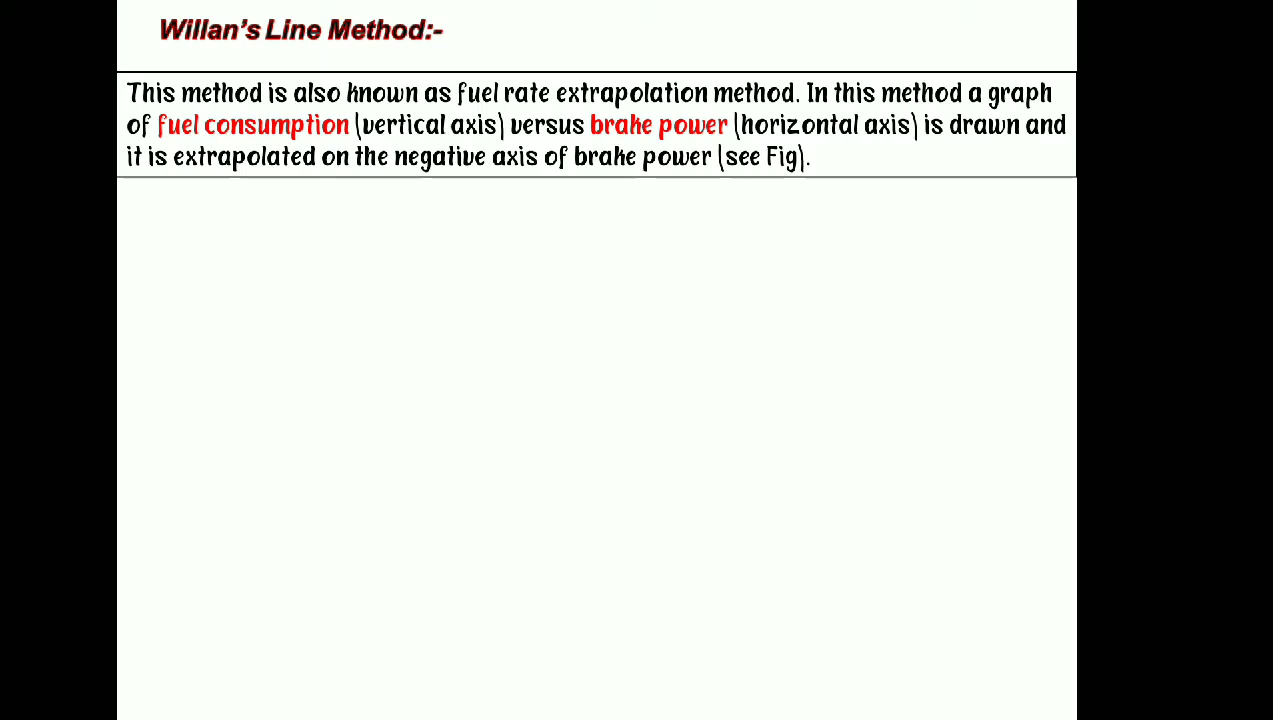 Willan's Line Method:-
This method is also known as fuel rate extrapolation method. In this method a graph
of fuel consumption (vertical axis) versus brake power (horizontal axis) is drawn and
it is extrapolated on the negative axis of brake power (see Fig).